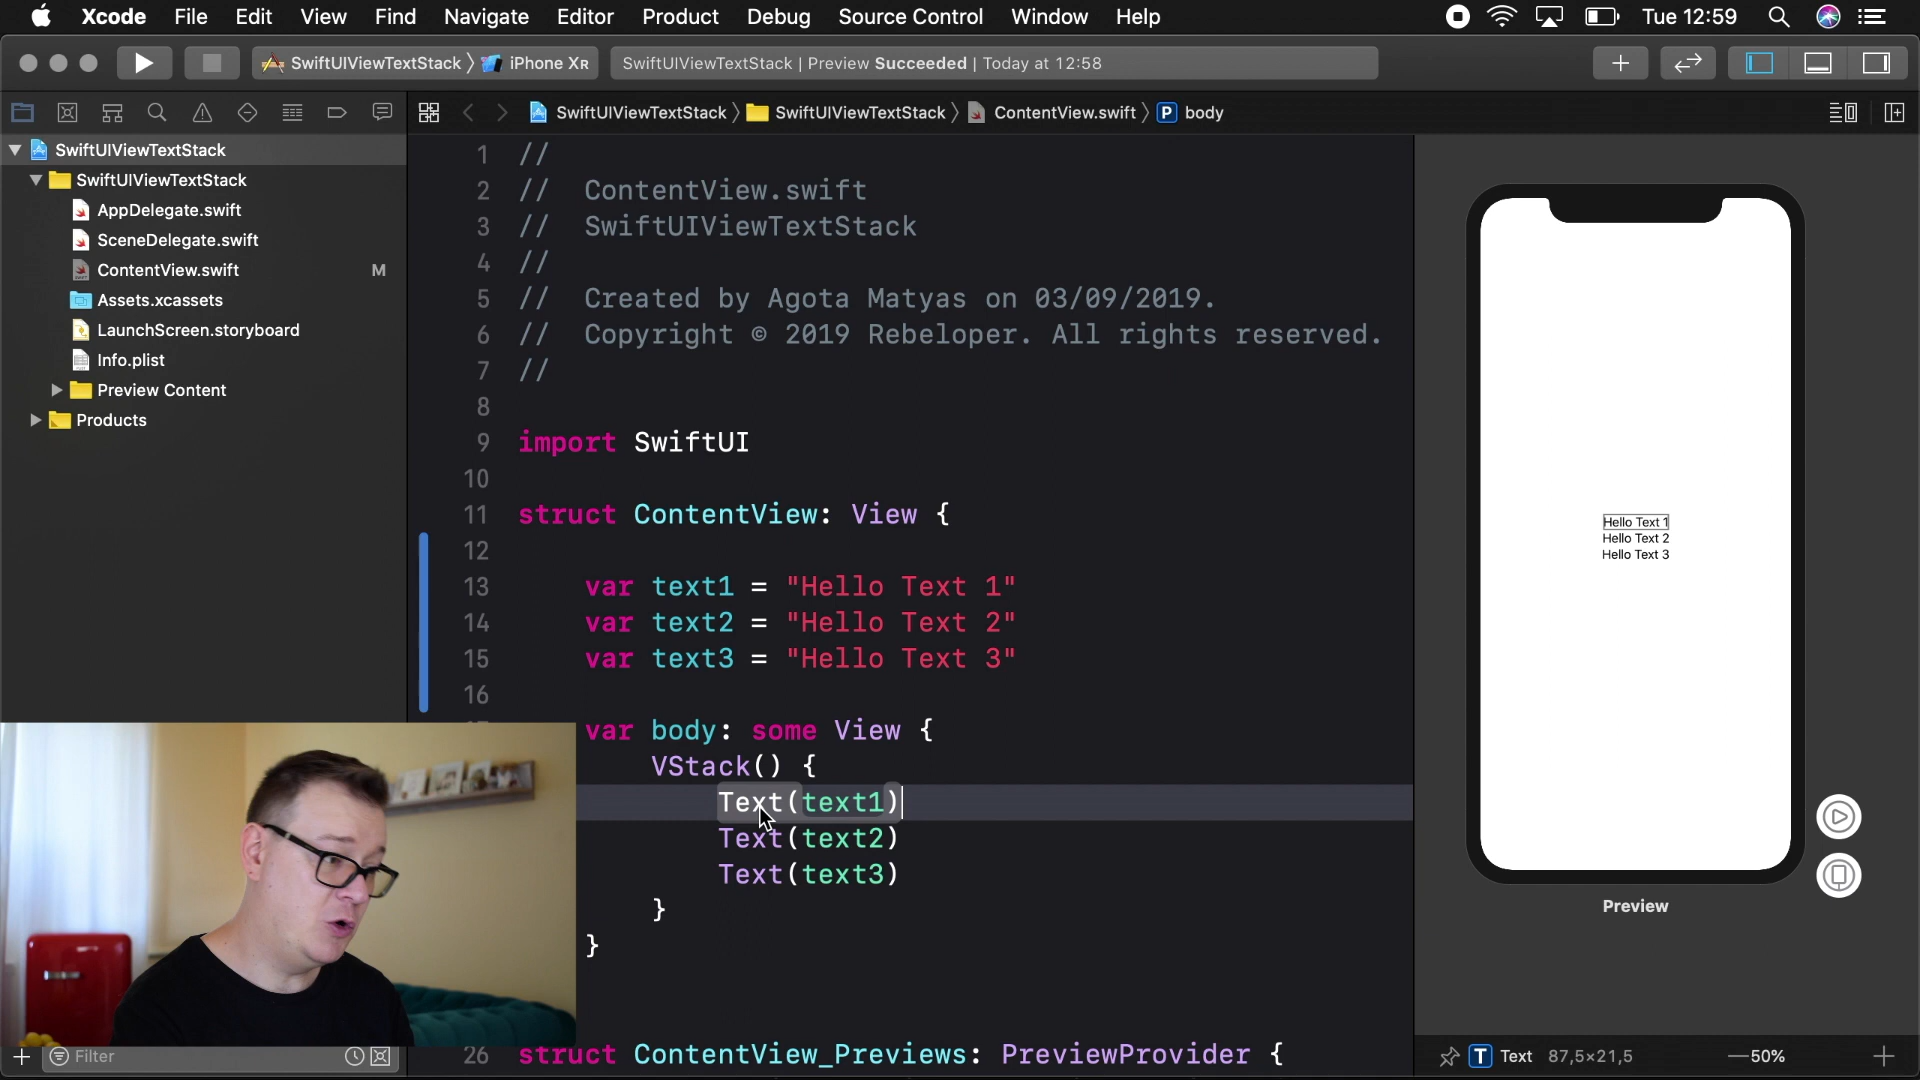 Xcode File Edit View Find Navigate Editor Product Debug Source Control Window Help Tue 12:59
SwiftUIViewTextStack 〉 iPhone XR SwiftUIViewTextStack | Preview Succeeded | Today at 12:58
SwiftUIViewTextStack 〉 SwiftUIViewTextStack 〉 ContentView.swift 〉 P body
SwiftUIViewTextStack
SwiftUIViewTextStack
AppDelegate.swift
SceneDelegate.swift
ContentView.swift M
Assets.xcassets
LaunchScreen.storyboard
Info.plist
Preview Content
Products
Filter
1 //
2 //  ContentView.swift
3 //  SwiftUIViewTextStack
4 //
5 //  Created by Agota Matyas on 03/09/2019.
6 //  Copyright © 2019 Rebeloper. All rights reserved.
7 //
8
9 import SwiftUI
10
11 struct ContentView: View {
12
13     var text1 = "Hello Text 1"
14     var text2 = "Hello Text 2"
15     var text3 = "Hello Text 3"
16
var body: some View {
VStack() {
Text(text1)
Text(text2)
Text(text3)
}
}
26 struct ContentView_Previews: PreviewProvider {
Hello Text 1
Hello Text 2
Hello Text 3
Preview
T Text 87,5×21,5 — 50% +